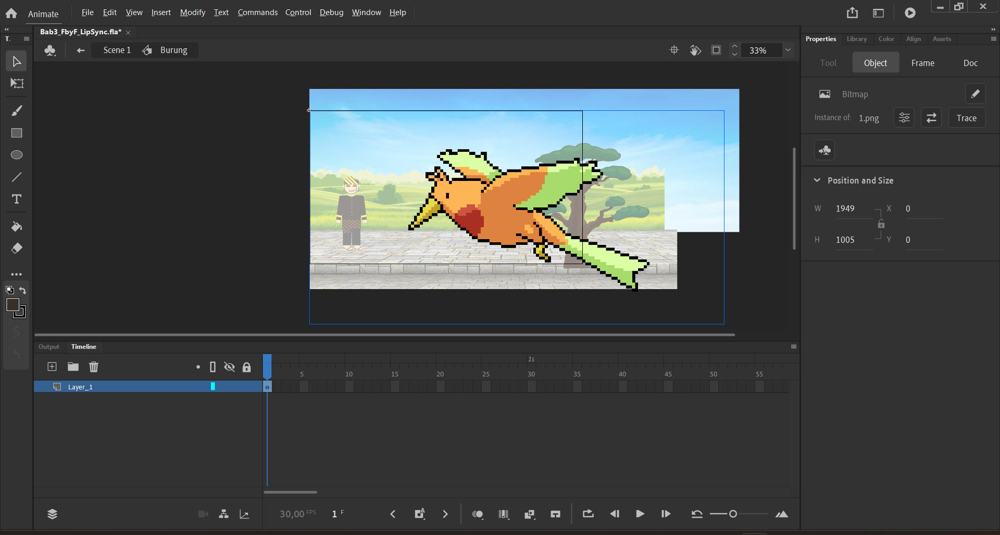 Animate File Edit View Insert Modify Text Commands Control Debug Window Help
Bab3_FbyF_LipSync.fla*
T.
Scene 1 Burung 33%
Properties Library Color Align Assets
Tool Object Frame Doc
Bitmap
Instance of: 1.png Trace
Position and Size
W 1949 X 0
H 1005 Y 0
Output Timeline
1s
5 10 15 20 25 30 35 40 45 50 55
Layer_1
30,00 FPS 1 F